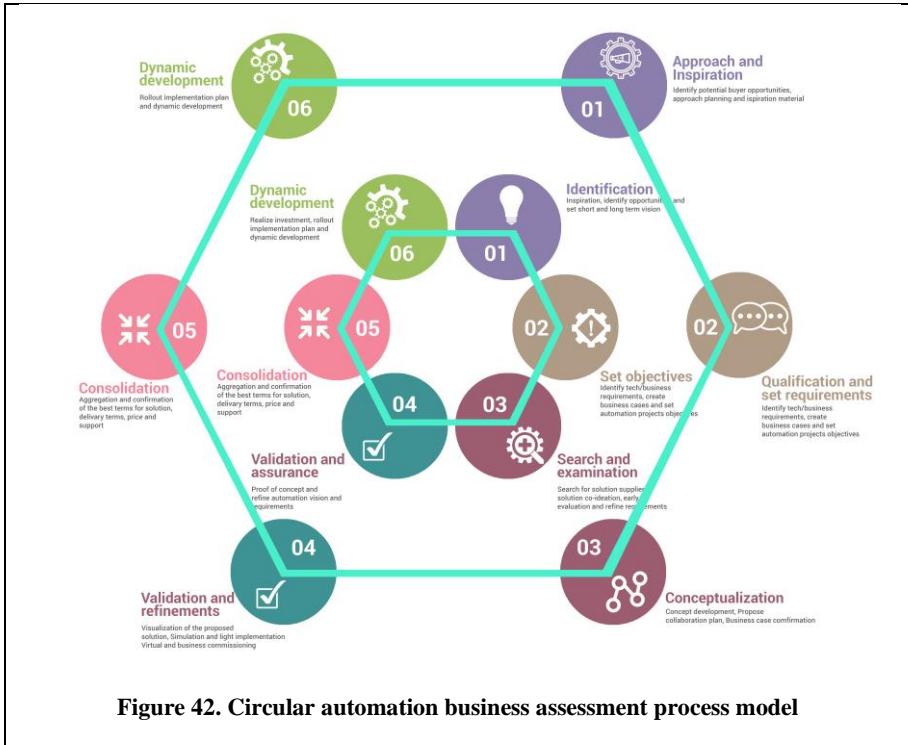 Dynamic
development
Rollout implementation plan
and dynamic development
06
Approach and
Inspiration
Identify potential buyer opportunities,
approach planning and ispiration material
01
Dynamic
development
Realize investment, rollout
implementation plan and
dynamic development
06
Identification
Inspiration, identify opportunities and
set short and long term vision
01
05
Consolidation
Aggregation and confirmation
of the best terms for solution,
delivary terms, price and
support
05
Consolidation
Aggregation and confirmation
of the best terms for solution,
delivery terms, price and
support
02
Set objectives
Identify tech/business
requirements, create
business cases and set
automation projects objectives
02
Qualification and
set requirements
Identify tech/business
requirements, create
business cases and set
automation projects objectives
04
Validation and
assurance
Proof of concept and
refine automation vision and
requirements
03
Search and
examination
Search for solution supplier,
solution co-ideation, early
evaluation and refine requirements
04
Validation and
refinements
Visualization of the proposed
solution, Simulation and light implementation
Virtual and business commissioning
03
Conceptualization
Concept development, Propose
collaboration plan, Business case comfirmation
Figure 42. Circular automation business assessment process model